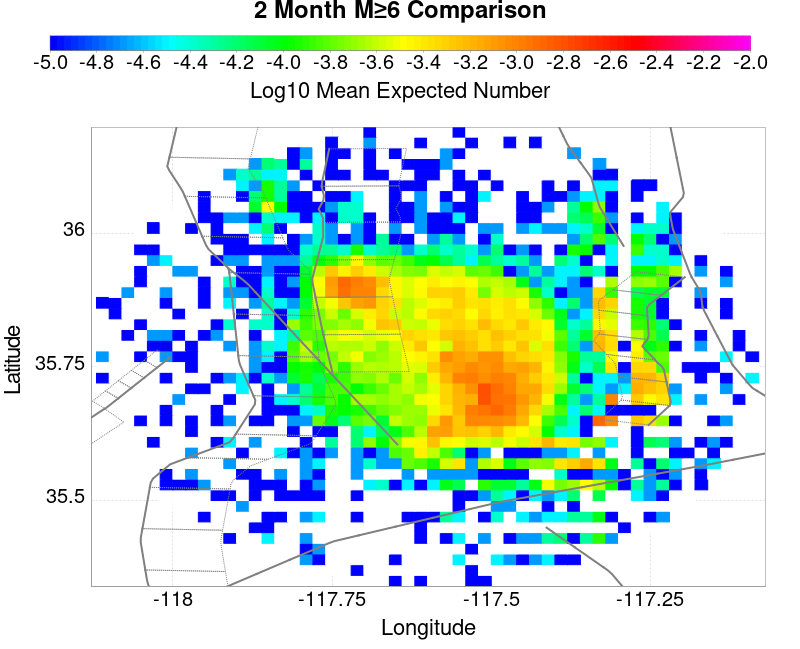 2 Month M≥6 Comparison
-5.0 -4.8 -4.6 -4.4 -4.2 -4.0 -3.8 -3.6 -3.4 -3.2 -3.0 -2.8 -2.6 -2.4 -2.2 -2.0
Log10 Mean Expected Number
36
35.75
35.5
Latitude
-118 -117.75 -117.5 -117.25
Longitude